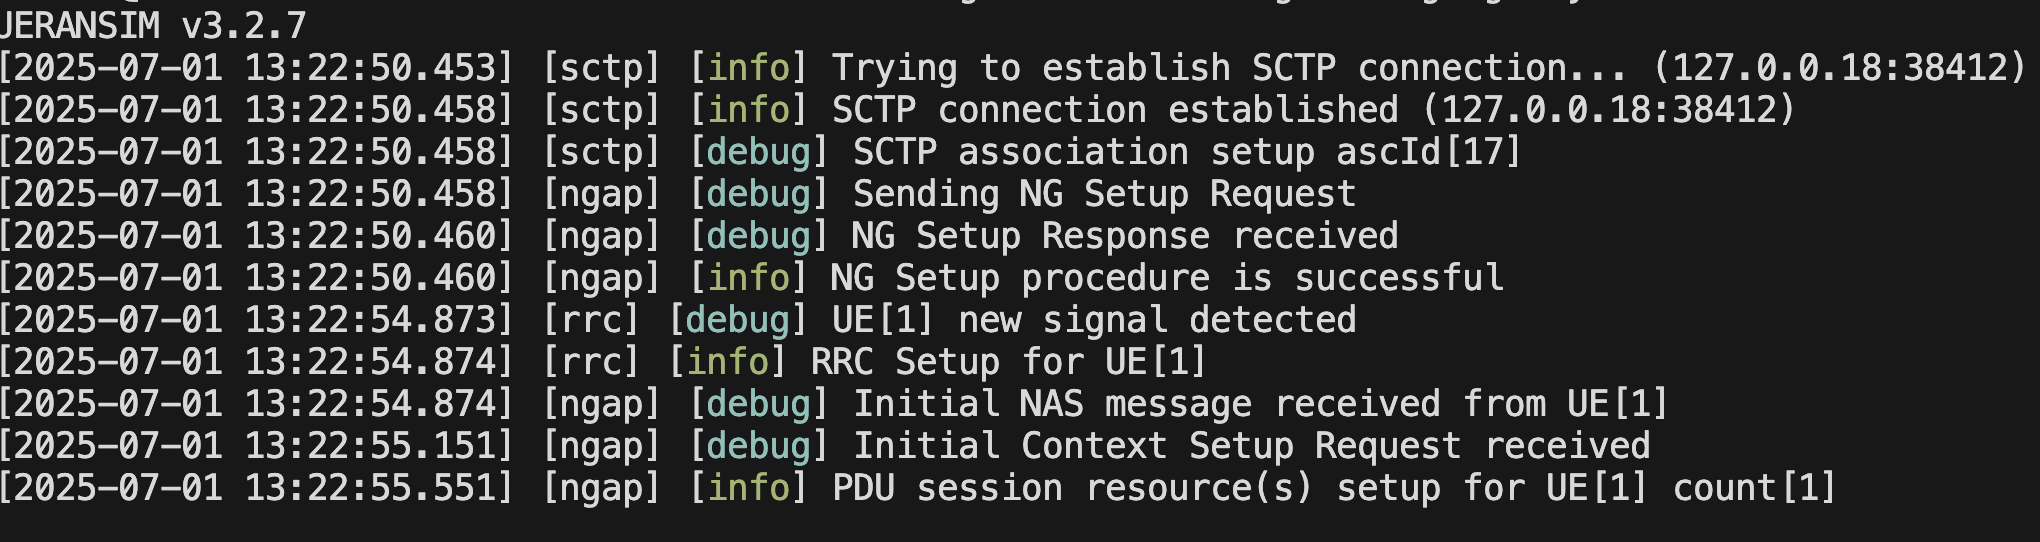 UERANSIM v3.2.7
[2025-07-01 13:22:50.453] [sctp] [info] Trying to establish SCTP connection... (127.0.0.18:38412)
[2025-07-01 13:22:50.458] [sctp] [info] SCTP connection established (127.0.0.18:38412)
[2025-07-01 13:22:50.458] [sctp] [debug] SCTP association setup ascId[17]
[2025-07-01 13:22:50.458] [ngap] [debug] Sending NG Setup Request
[2025-07-01 13:22:50.460] [ngap] [debug] NG Setup Response received
[2025-07-01 13:22:50.460] [ngap] [info] NG Setup procedure is successful
[2025-07-01 13:22:54.873] [rrc] [debug] UE[1] new signal detected
[2025-07-01 13:22:54.874] [rrc] [info] RRC Setup for UE[1]
[2025-07-01 13:22:54.874] [ngap] [debug] Initial NAS message received from UE[1]
[2025-07-01 13:22:55.151] [ngap] [debug] Initial Context Setup Request received
[2025-07-01 13:22:55.551] [ngap] [info] PDU session resource(s) setup for UE[1] count[1]